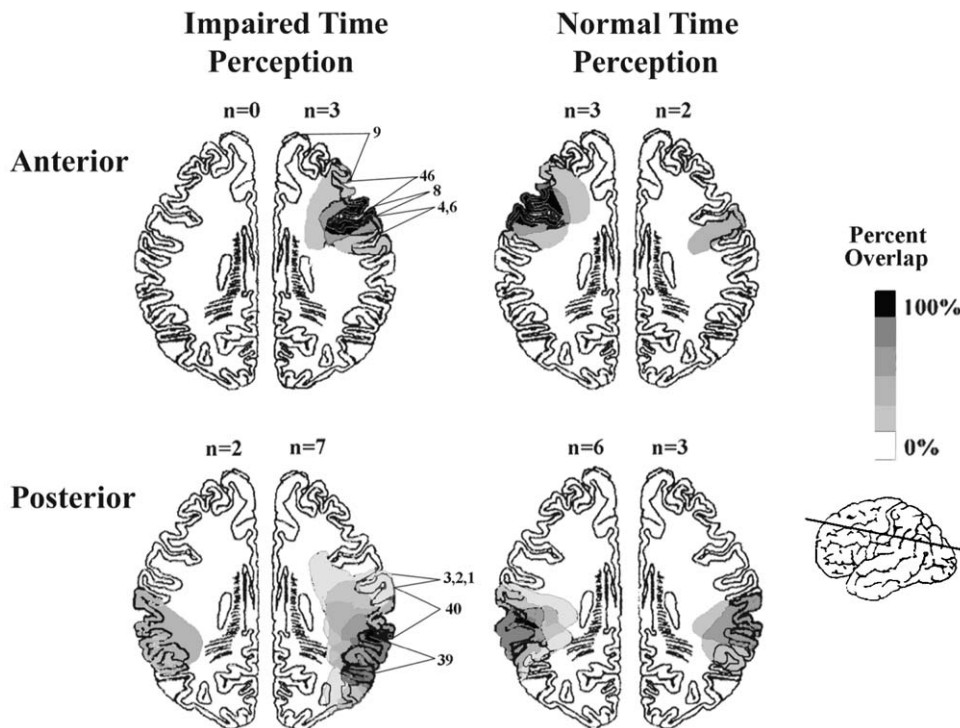 Impaired Time
Perception
Normal Time
Perception
n=0
n=3
n=3
n=2
Anterior
9
46
8
4,6
Percent
Overlap
100%
0%
n=2
n=7
n=6
n=3
Posterior
3,2,1
40
39